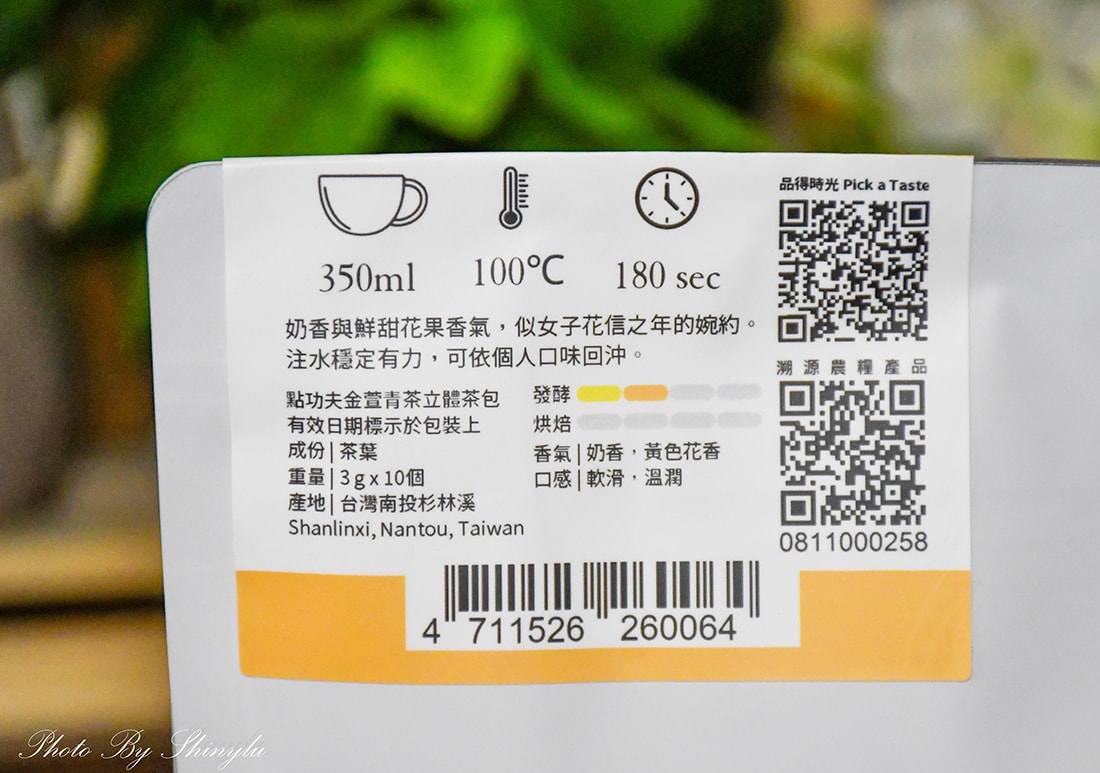 350ml 100℃ 180 sec
奶香與鮮甜花果香氣，似女子花信之年的婉約。
注水穩定有力，可依個人口味回沖。
點功夫金萱青茶立體茶包
有效日期標示於包裝上
成份|茶葉
重量|3gx10個
產地|台灣南投杉林溪
Shanlinxi, Nantou, Taiwan
發酵
烘焙
香氣|奶香，黃色花香
口感|軟滑，溫潤
品得時光 Pick a Taste
溯源農糧產品
0811000258
4 711526 260064
Photo By Shinylu